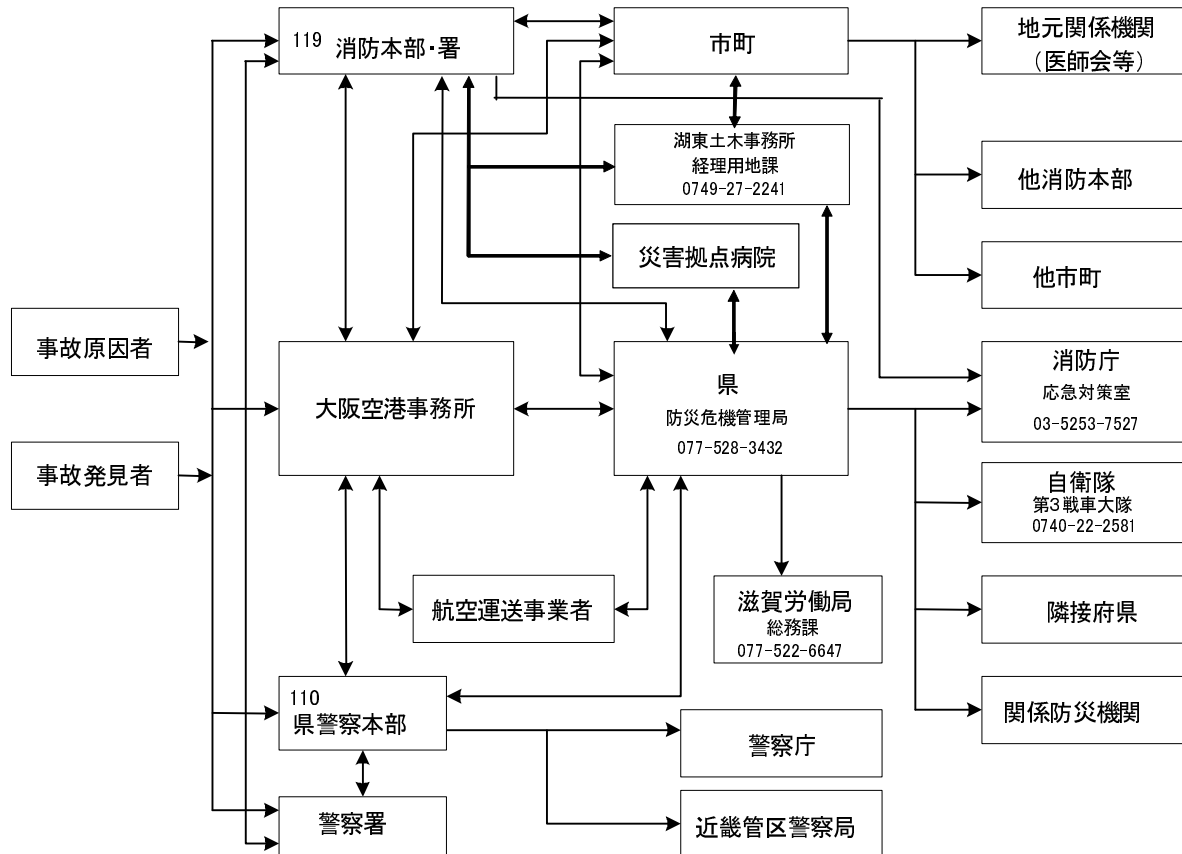 119
消防本部・署
市町
地元関係機関
（医師会等）
湖東土木事務所
経理用地課
0749-27-2241
他消防本部
災害拠点病院
他市町
事故原因者
大阪空港事務所
県
防災危機管理局
077-528-3432
消防庁
応急対策室
03-5253-7527
事故発見者
自衛隊
第3戦車大隊
0740-22-2581
航空運送事業者
滋賀労働局
総務課
077-522-6647
隣接府県
110
県警察本部
関係防災機関
警察庁
警察署
近畿管区警察局